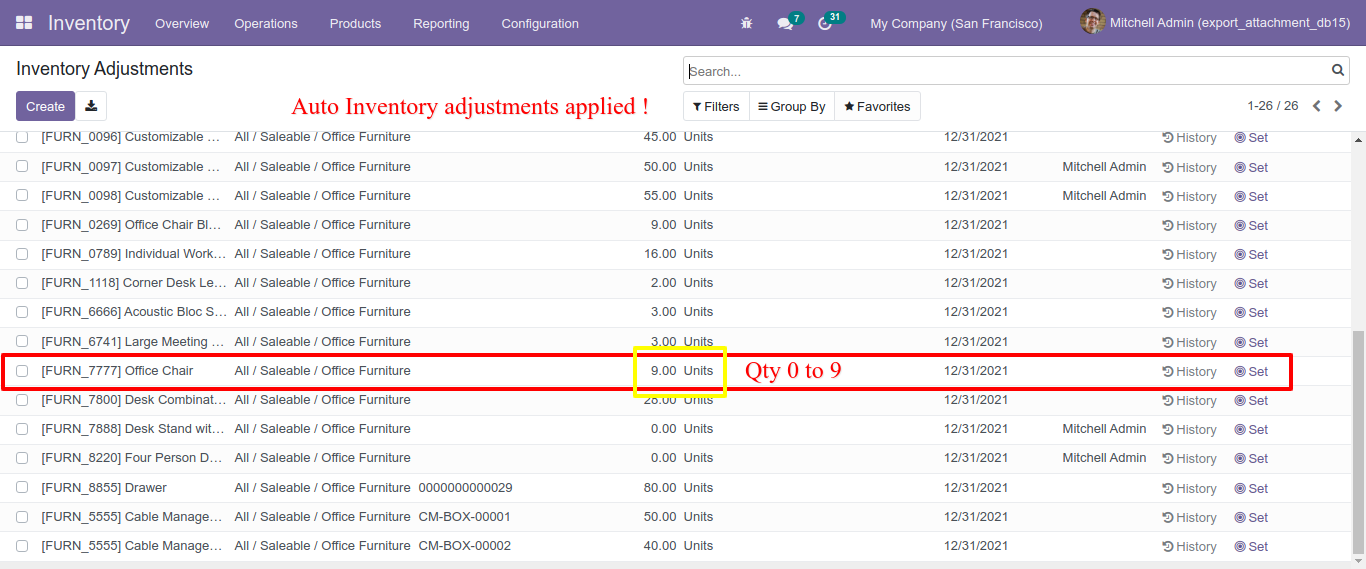 Inventory Overview Operations Products Reporting Configuration 7 31 My Company (San Francisco) Mitchell Admin (export_attachment_db15)
Inventory Adjustments Search...
Create Auto Inventory adjustments applied ! Filters Group By Favorites 1-26 / 26
[FURN_0096] Customizable ... All / Saleable / Office Furniture 45.00 Units 12/31/2021 History Set
[FURN_0097] Customizable ... All / Saleable / Office Furniture 50.00 Units 12/31/2021 Mitchell Admin History Set
[FURN_0098] Customizable ... All / Saleable / Office Furniture 55.00 Units 12/31/2021 Mitchell Admin History Set
[FURN_0269] Office Chair Bl... All / Saleable / Office Furniture 9.00 Units 12/31/2021 History Set
[FURN_0789] Individual Work... All / Saleable / Office Furniture 16.00 Units 12/31/2021 History Set
[FURN_1118] Corner Desk Le... All / Saleable / Office Furniture 2.00 Units 12/31/2021 History Set
[FURN_6666] Acoustic Bloc S... All / Saleable / Office Furniture 3.00 Units 12/31/2021 History Set
[FURN_6741] Large Meeting ... All / Saleable / Office Furniture 3.00 Units 12/31/2021 History Set
[FURN_7777] Office Chair All / Saleable / Office Furniture 9.00 Units Qty 0 to 9 12/31/2021 History Set
[FURN_7800] Desk Combinat... All / Saleable / Office Furniture 28.00 Units 12/31/2021 History Set
[FURN_7888] Desk Stand wit... All / Saleable / Office Furniture 0.00 Units 12/31/2021 Mitchell Admin History Set
[FURN_8220] Four Person D... All / Saleable / Office Furniture 0.00 Units 12/31/2021 Mitchell Admin History Set
[FURN_8855] Drawer All / Saleable / Office Furniture 0000000000029 80.00 Units 12/31/2021 History Set
[FURN_5555] Cable Manage... All / Saleable / Office Furniture CM-BOX-00001 50.00 Units 12/31/2021 History Set
[FURN_5555] Cable Manage... All / Saleable / Office Furniture CM-BOX-00002 40.00 Units 12/31/2021 History Set